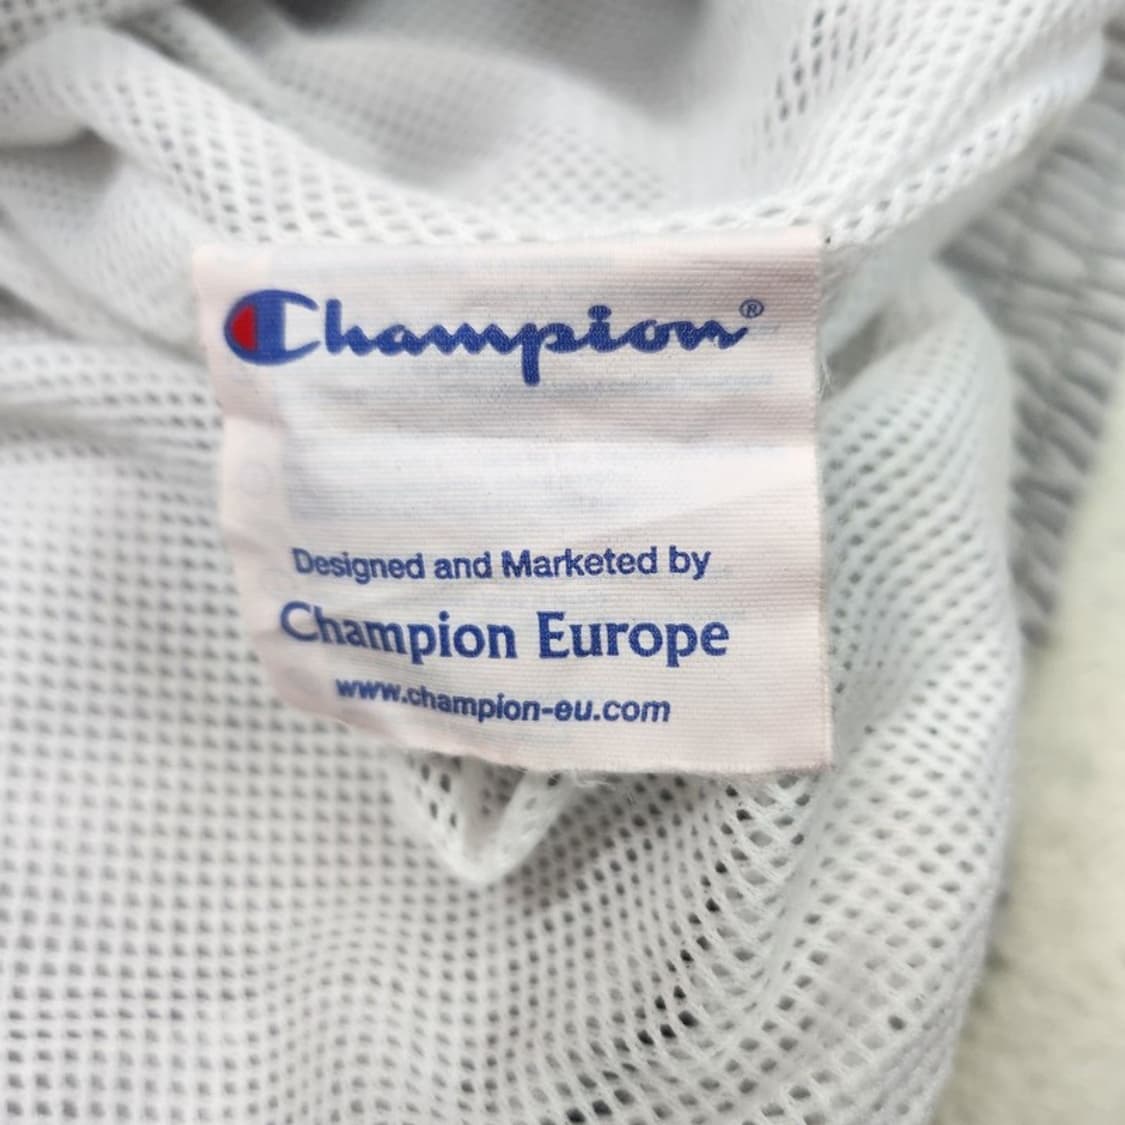 Champion®
Designed and Marketed by
Champion Europe
www.champion-eu.com